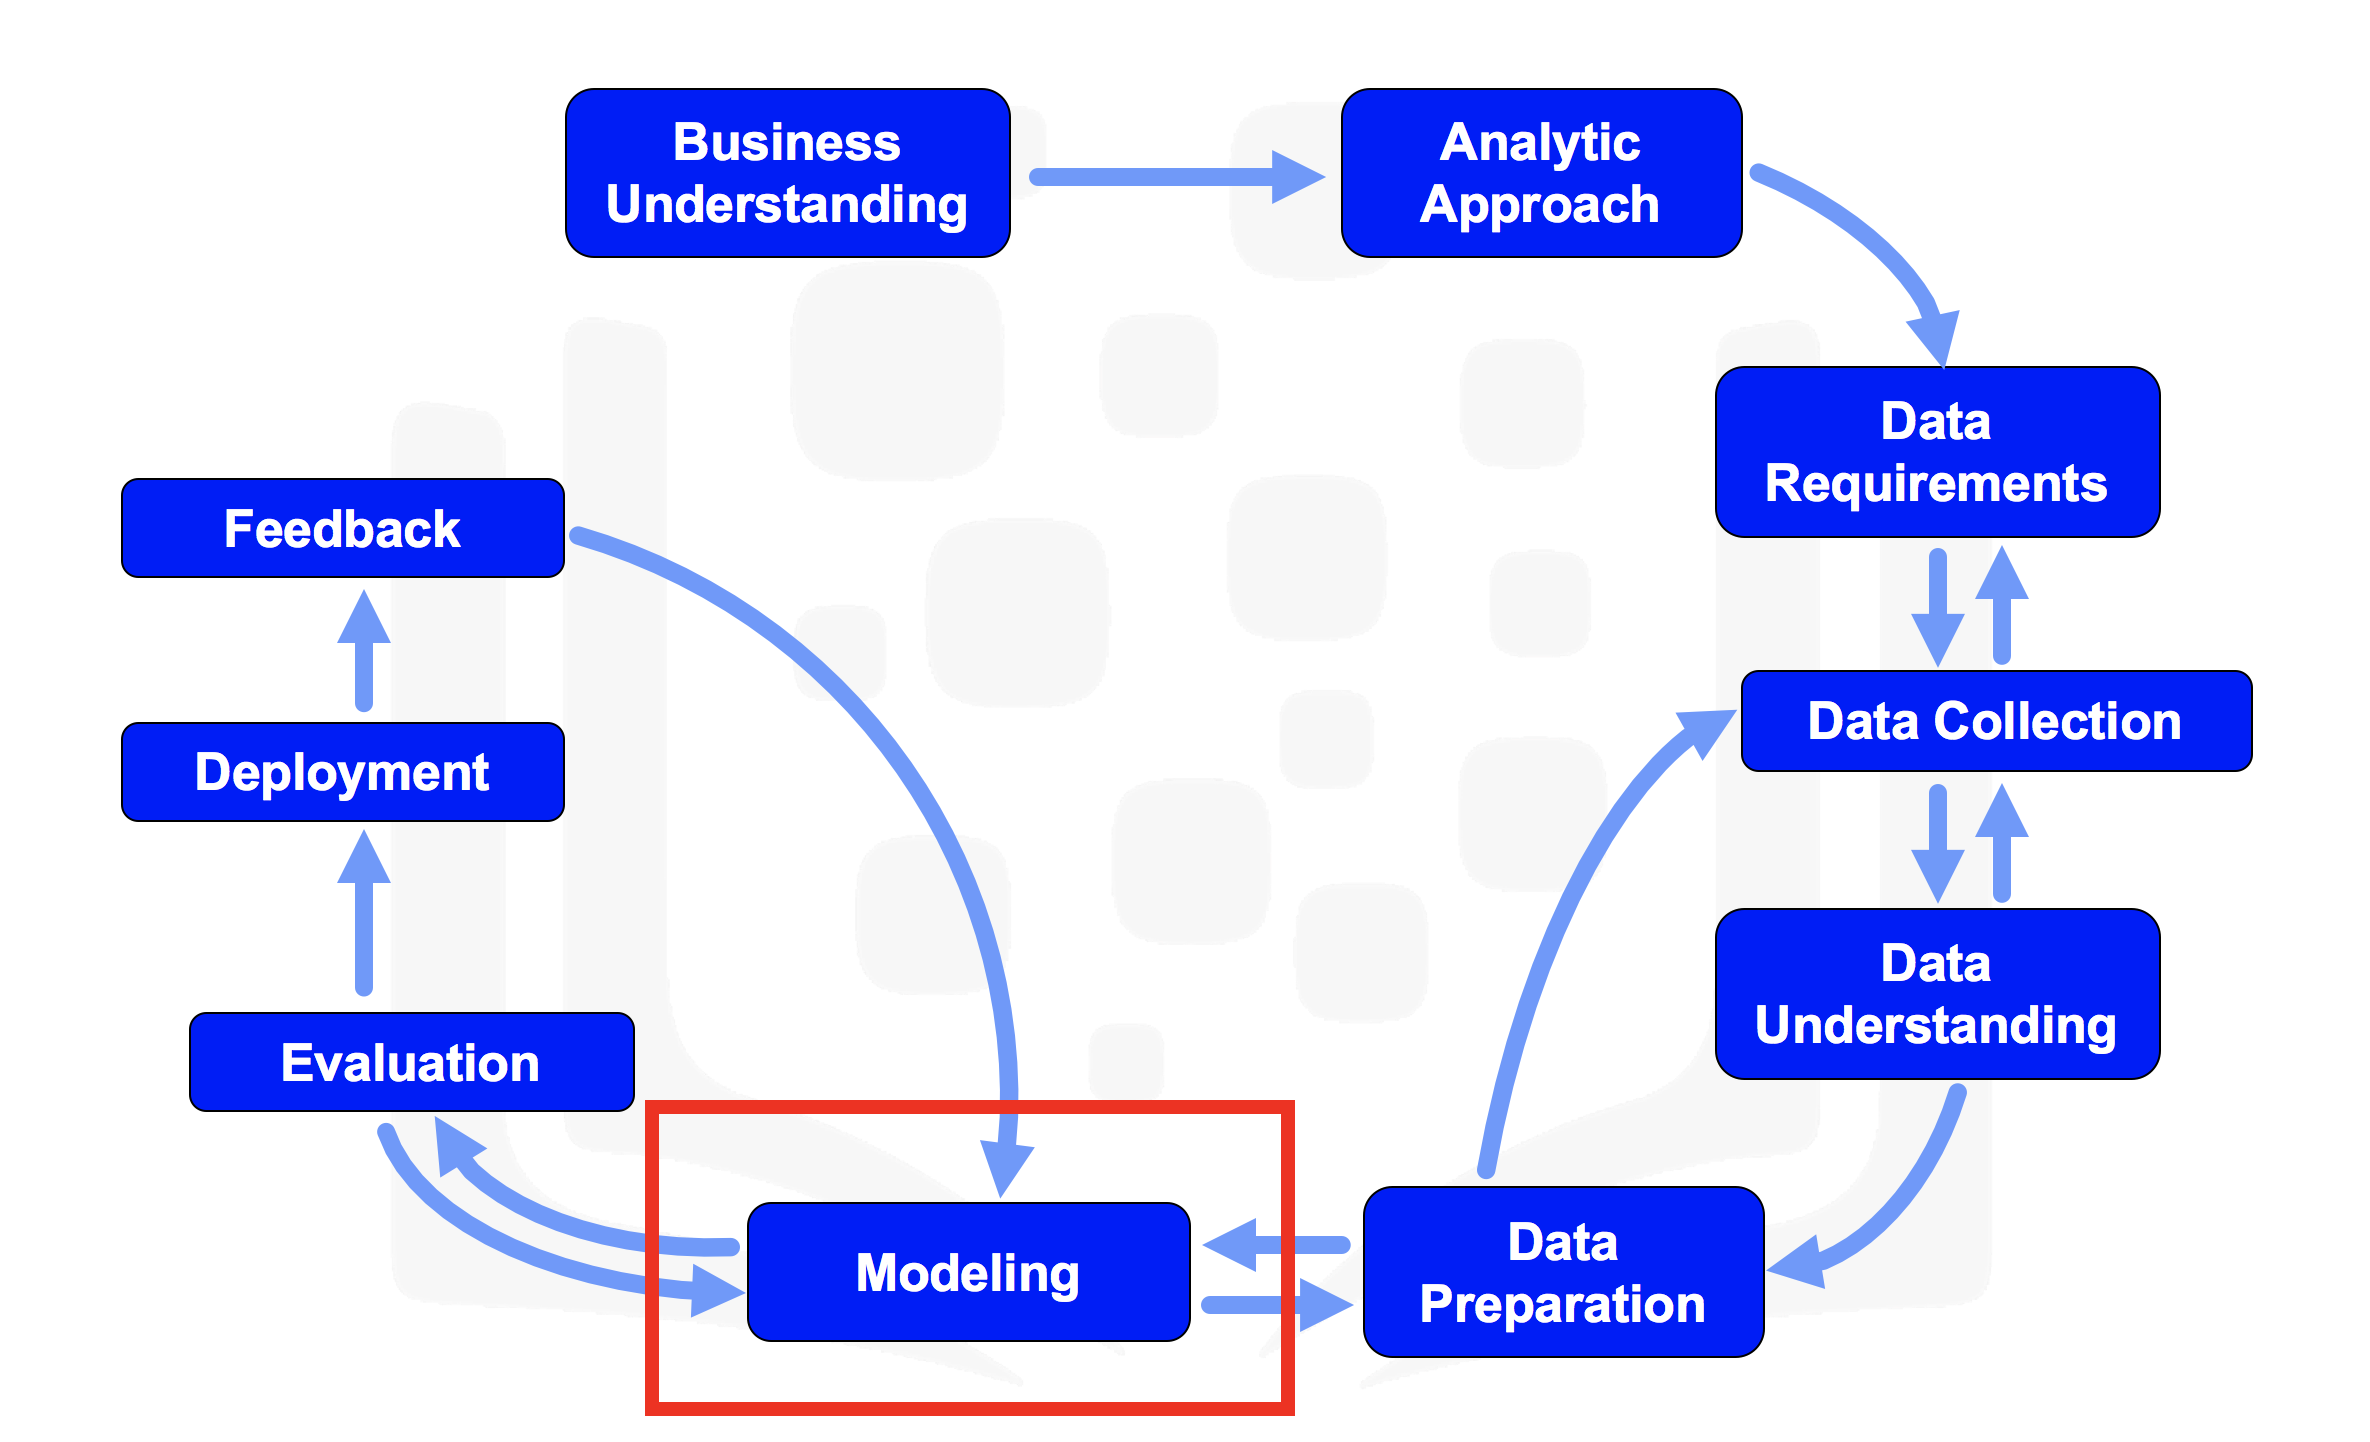 Business
Understanding
Analytic
Approach
Data
Requirements
Data Collection
Data
Understanding
Data
Preparation
Modeling
Evaluation
Deployment
Feedback